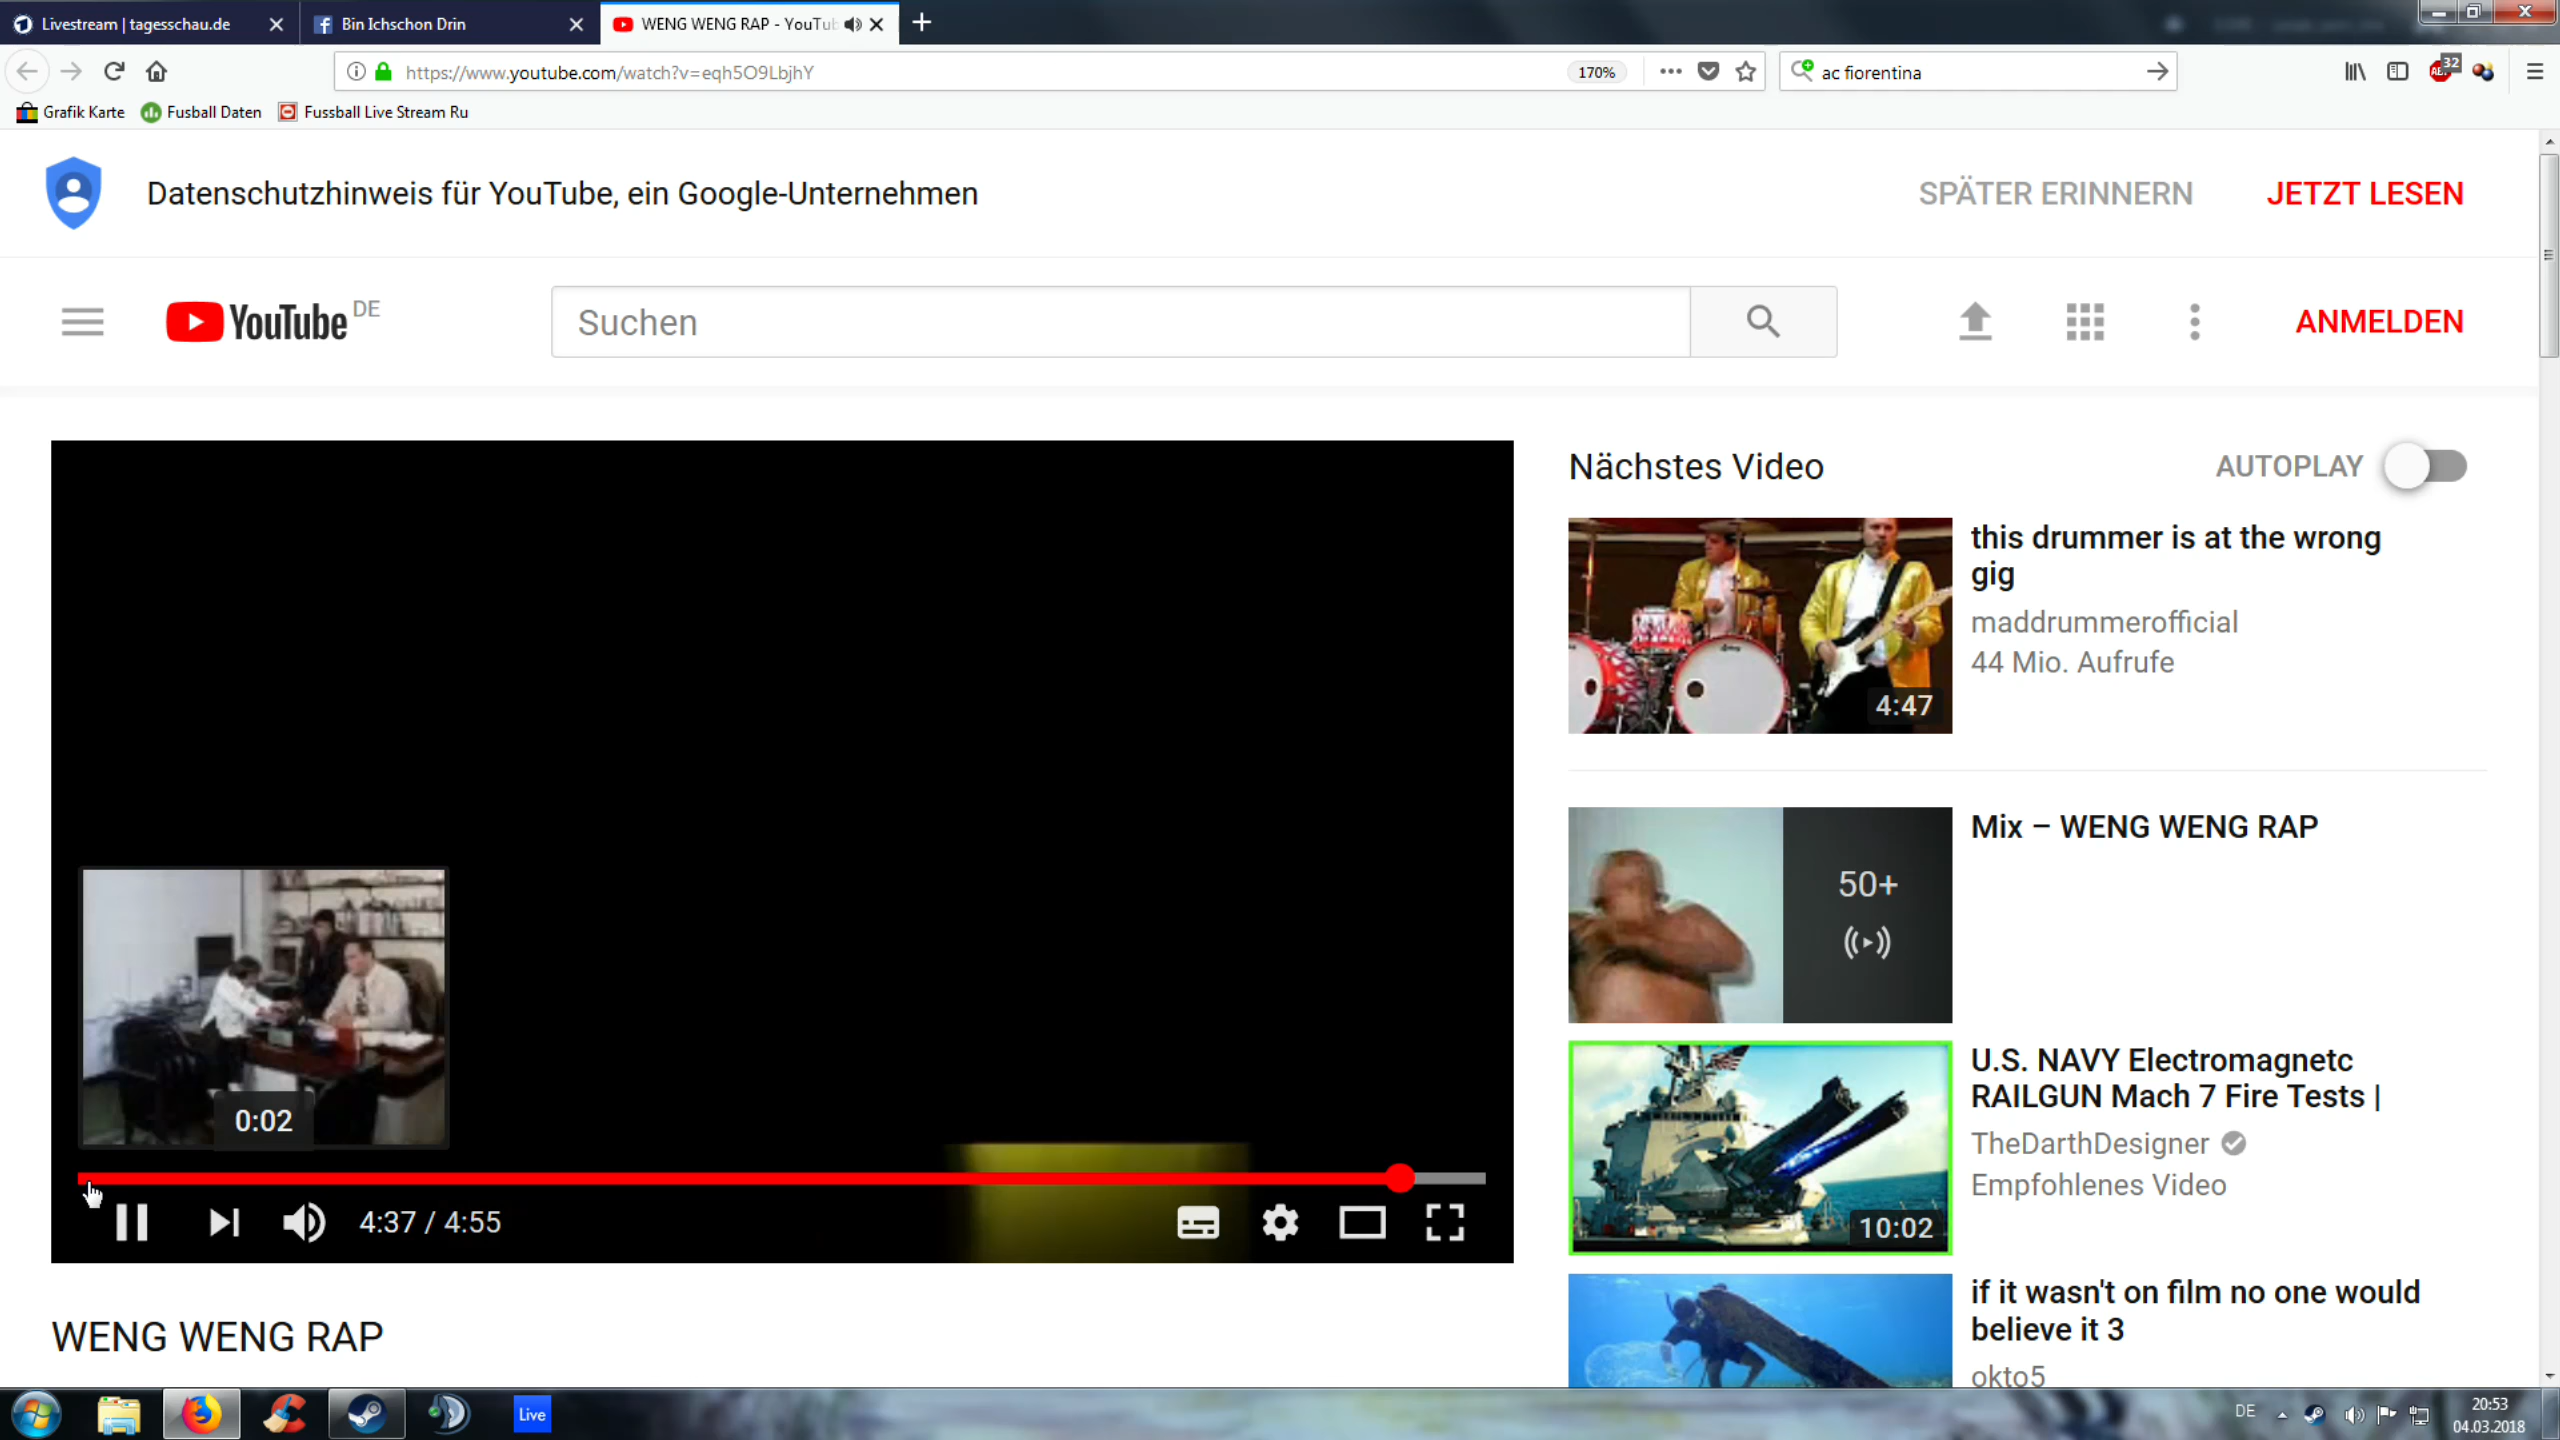 Livestream | tagesschau.de
Bin Ichschon Drin
WENG WENG RAP - YouTub
https://www.youtube.com/watch?v=eqh5O9LbjhY
170%
ac fiorentina
ABP 32
Grafik Karte
Fusball Daten
Fussball Live Stream Ru
Datenschutzhinweis für YouTube, ein Google-Unternehmen
SPÄTER ERINNERN
JETZT LESEN
YouTube DE
Suchen
ANMELDEN
Nächstes Video
AUTOPLAY
this drummer is at the wrong
gig
maddrummerofficial
44 Mio. Aufrufe
4:47
Mix – WENG WENG RAP
50+
U.S. NAVY Electromagnetc
RAILGUN Mach 7 Fire Tests |
TheDarthDesigner
Empfohlenes Video
10:02
if it wasn't on film no one would
believe it 3
okto5
0:02
4:37 / 4:55
WENG WENG RAP
Live
DE
20:53
04.03.2018